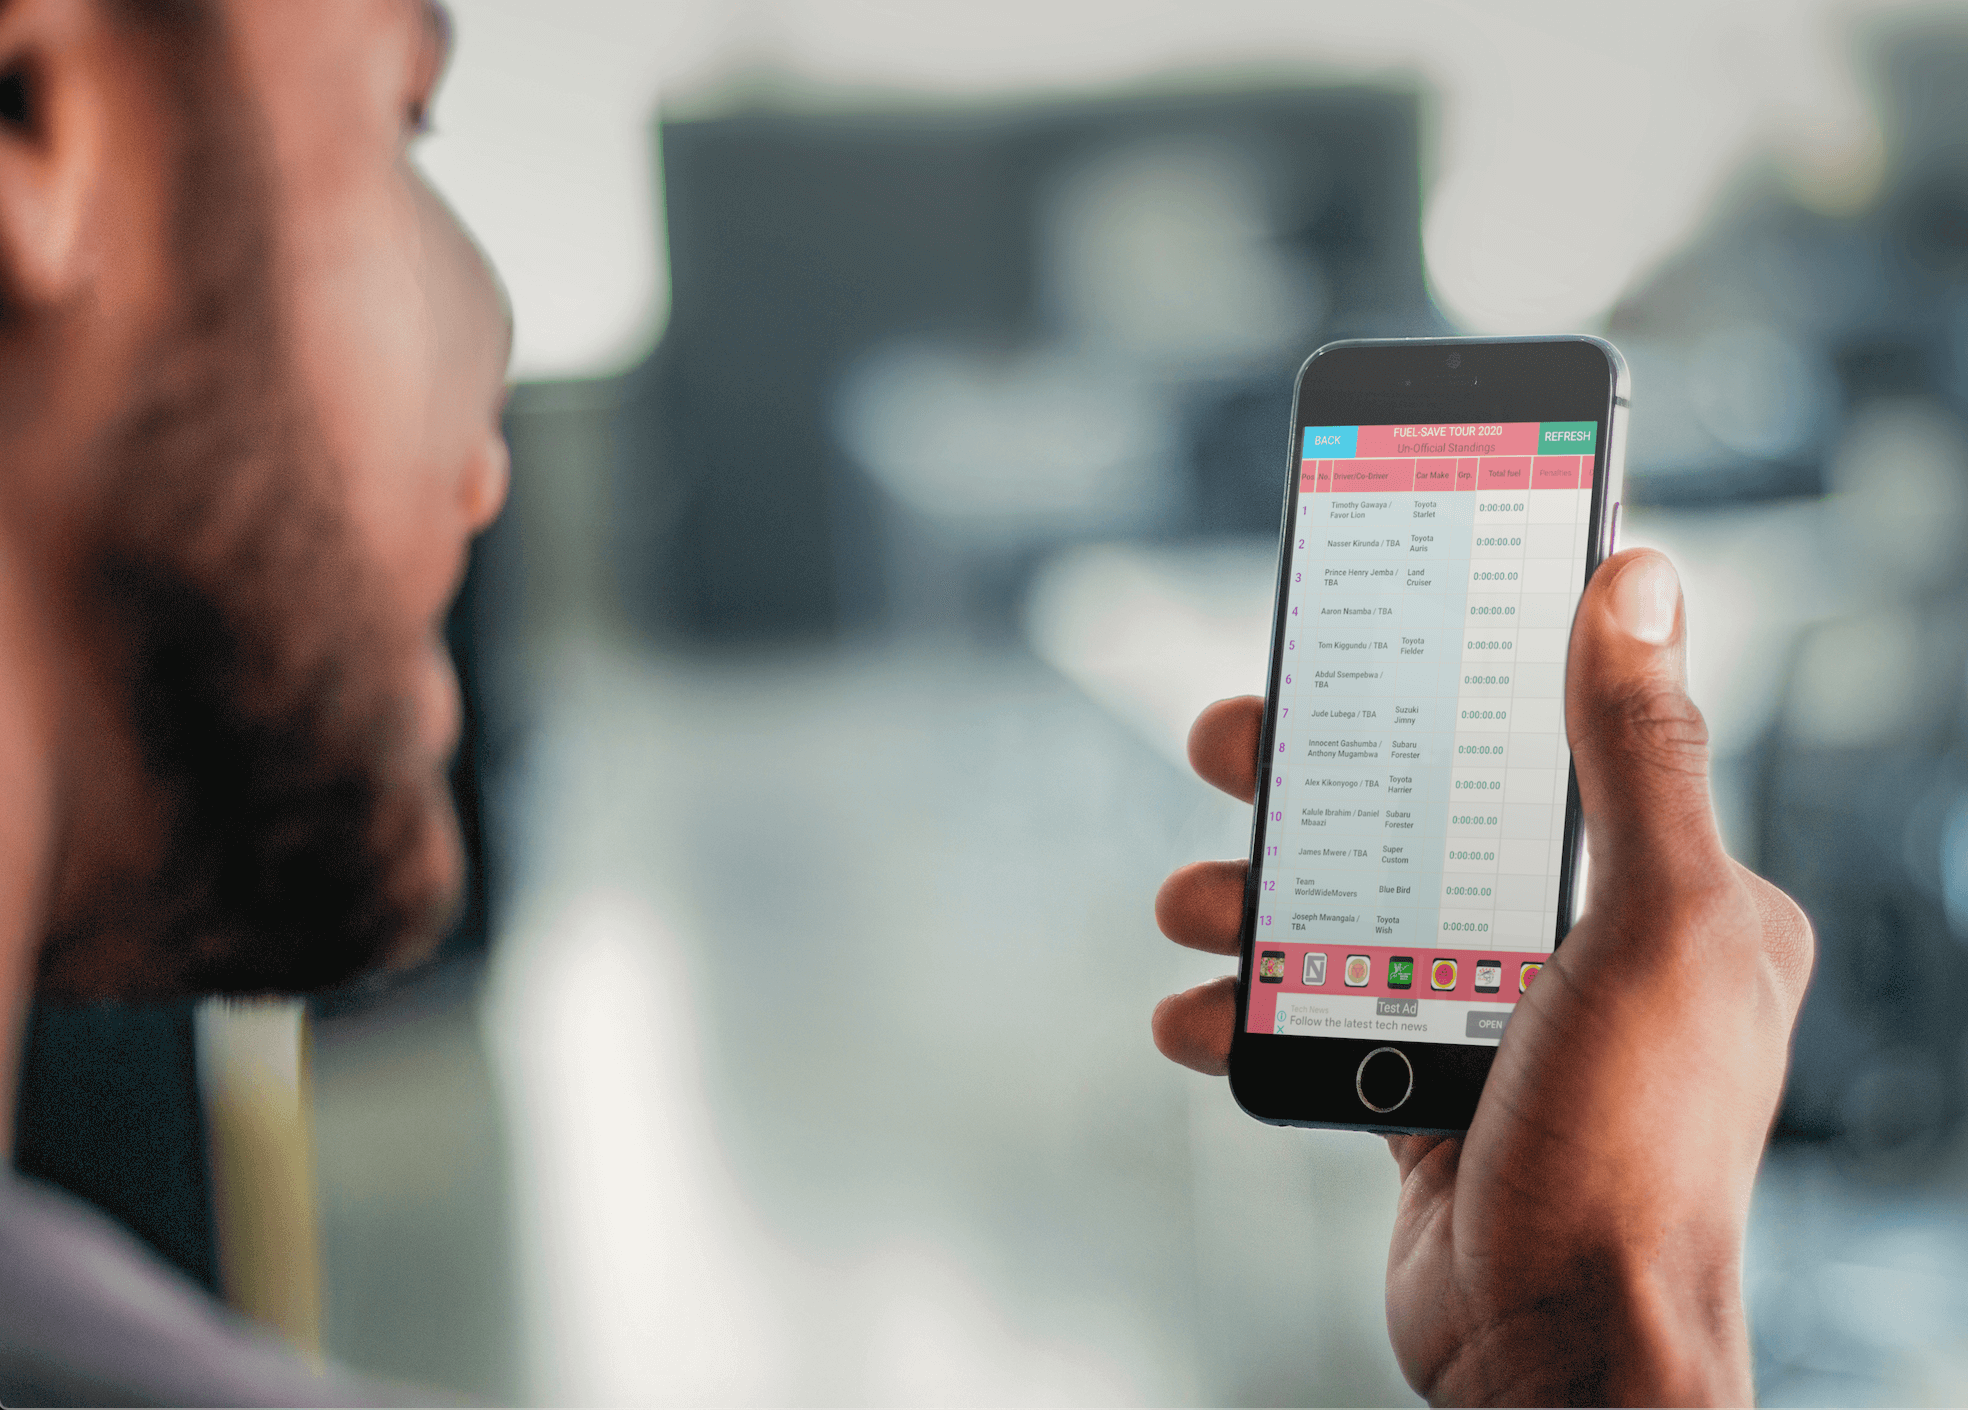 BACK
FUEL-SAVE TOUR 2020
REFRESH
Un-Official Standings
Pos No. Driver/Co-Driver Car Make Grp. Total fuel Penalties
1 Timothy Gawaya / Toyota 0:00:00.00
Favor Lion Starlet
2 Nasser Kirunda / TBA Toyota 0:00:00.00
Auris
3 Prince Henry Jemba / Land 0:00:00.00
TBA Cruiser
4 Aaron Nsamba / TBA 0:00:00.00
5 Tom Kiggundu / TBA Toyota 0:00:00.00
Fielder
6 Abdul Ssempebwa / 0:00:00.00
TBA
7 Jude Lubega / TBA Suzuki 0:00:00.00
Jimny
8 Innocent Gashumba / Subaru 0:00:00.00
Anthony Mugambwa Forester
9 Alex Kikonyogo / TBA Toyota 0:00:00.00
Harrier
10 Kalule Ibrahim / Daniel Subaru 0:00:00.00
Mbaazi Forester
11 James Mwere / TBA Super 0:00:00.00
Custom
12 Team Blue Bird 0:00:00.00
WorldWideMovers
13 Joseph Mwangala / Toyota 0:00:00.00
TBA Wish
N
Tech News
Test Ad
Follow the latest tech news
OPEN